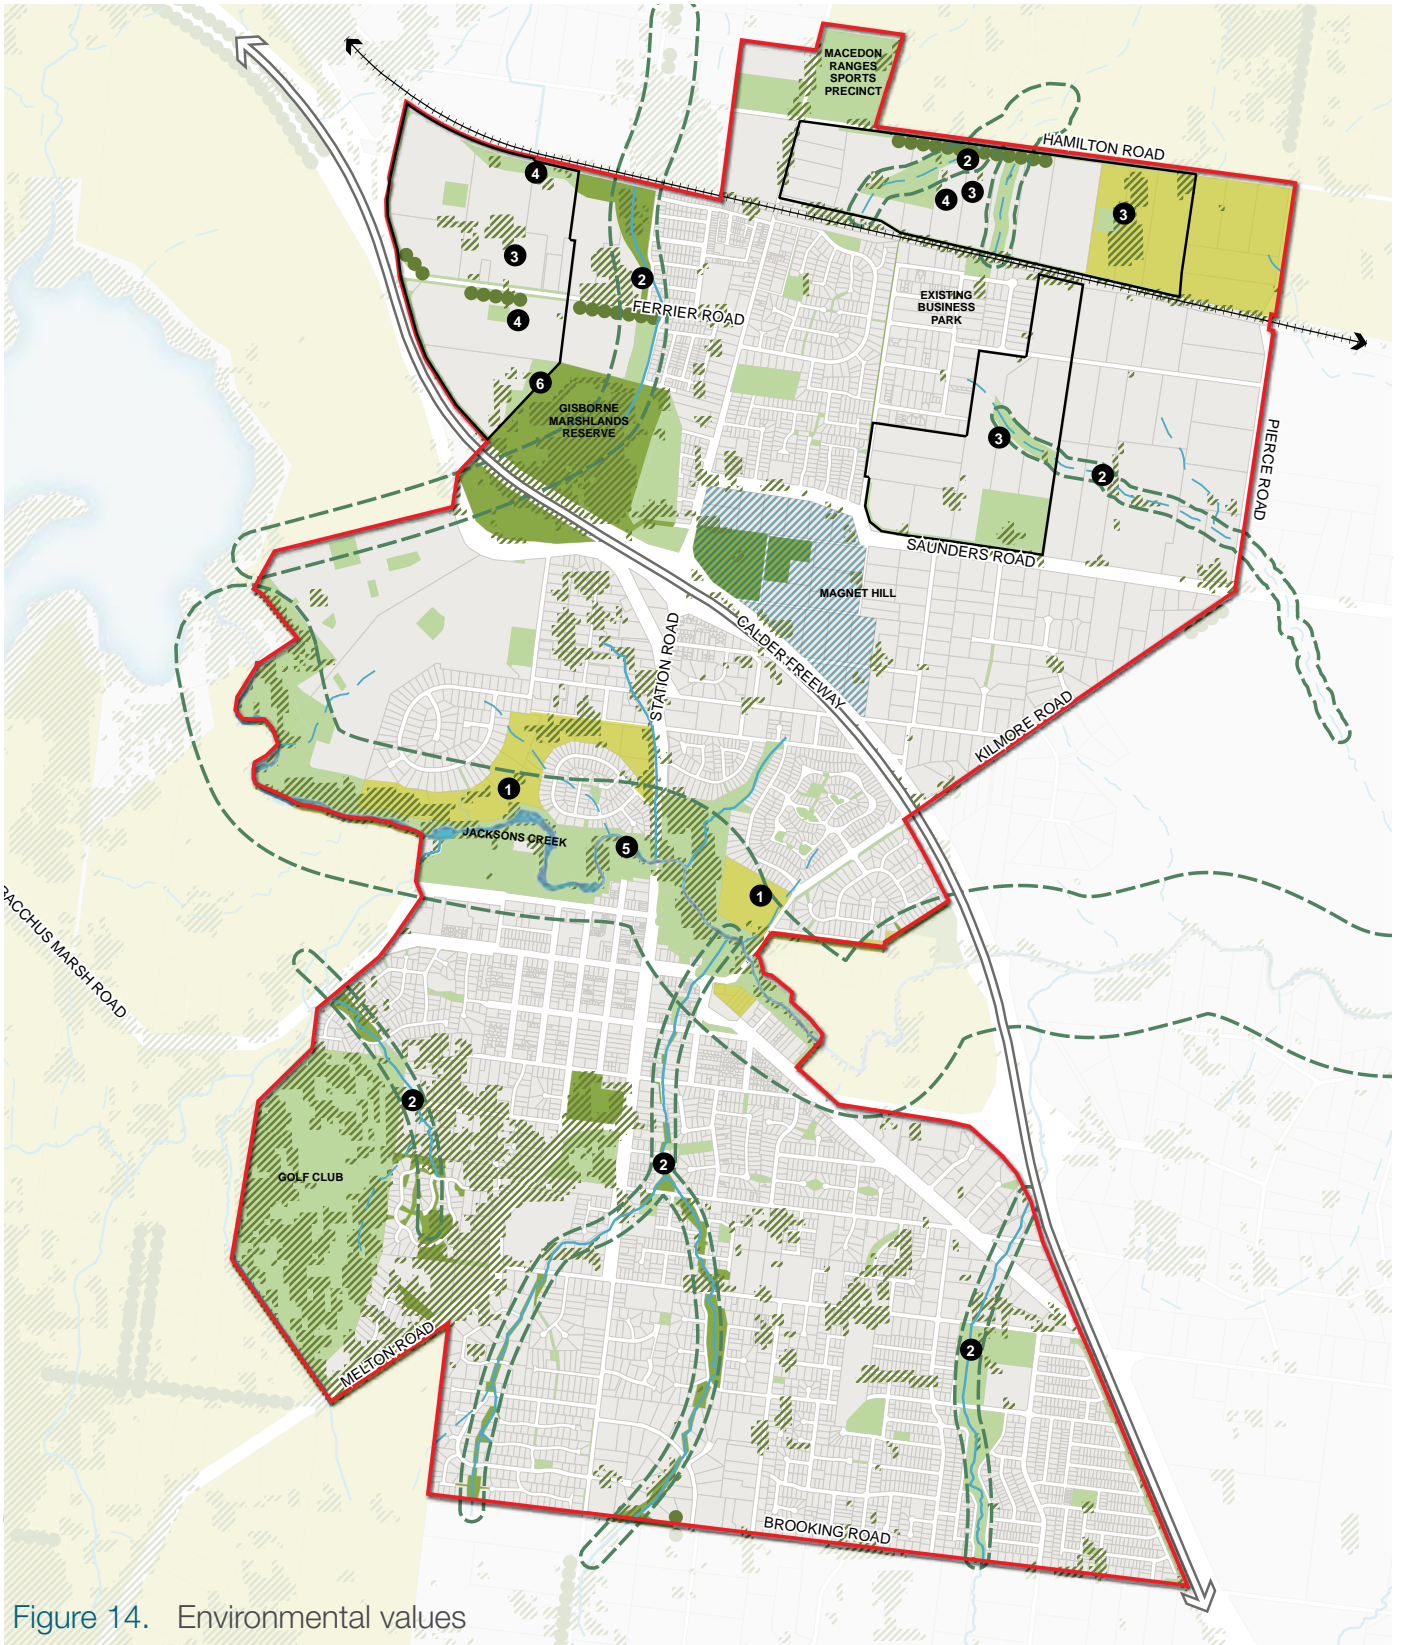 MACEDON
RANGES
SPORTS
PRECINCT
HAMILTON ROAD
2
4
4
3
3
3
2
EXISTING
BUSINESS
PARK
FERRIER ROAD
4
6
GISBORNE
MARSHLANDS
RESERVE
3
2
PIERCE ROAD
SAUNDERS ROAD
MAGNET HILL
STATION ROAD
CALDER FREEWAY
KILMORE ROAD
1
JACKSONS CREEK
5
1
BACCHUS MARSH ROAD
2
GOLF CLUB
2
MELTON ROAD
2
BROOKING ROAD
Figure 14. Environmental values